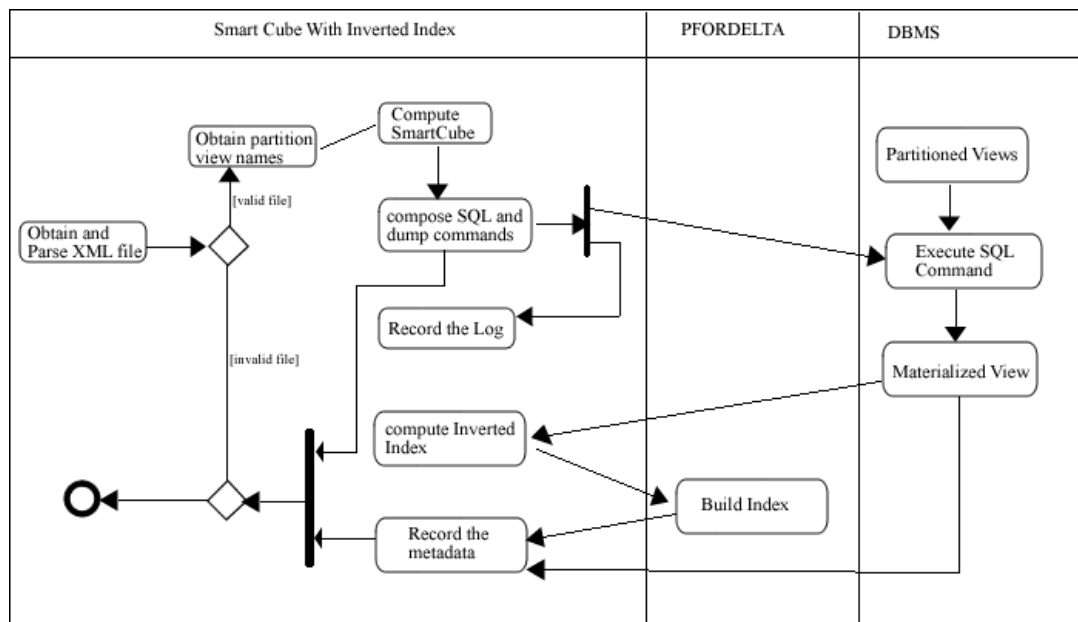 Smart Cube With Inverted Index
PFORDELTA
DBMS
Compute
SmartCube
Obtain partition
view names
Partitioned Views
[valid file]
compose SQL and
dump commands
Obtain and
Parse XML file
Execute SQL
Command
Record the Log
[invalid file]
Materialized View
compute Inverted
Index
Build Index
Record the
metadata